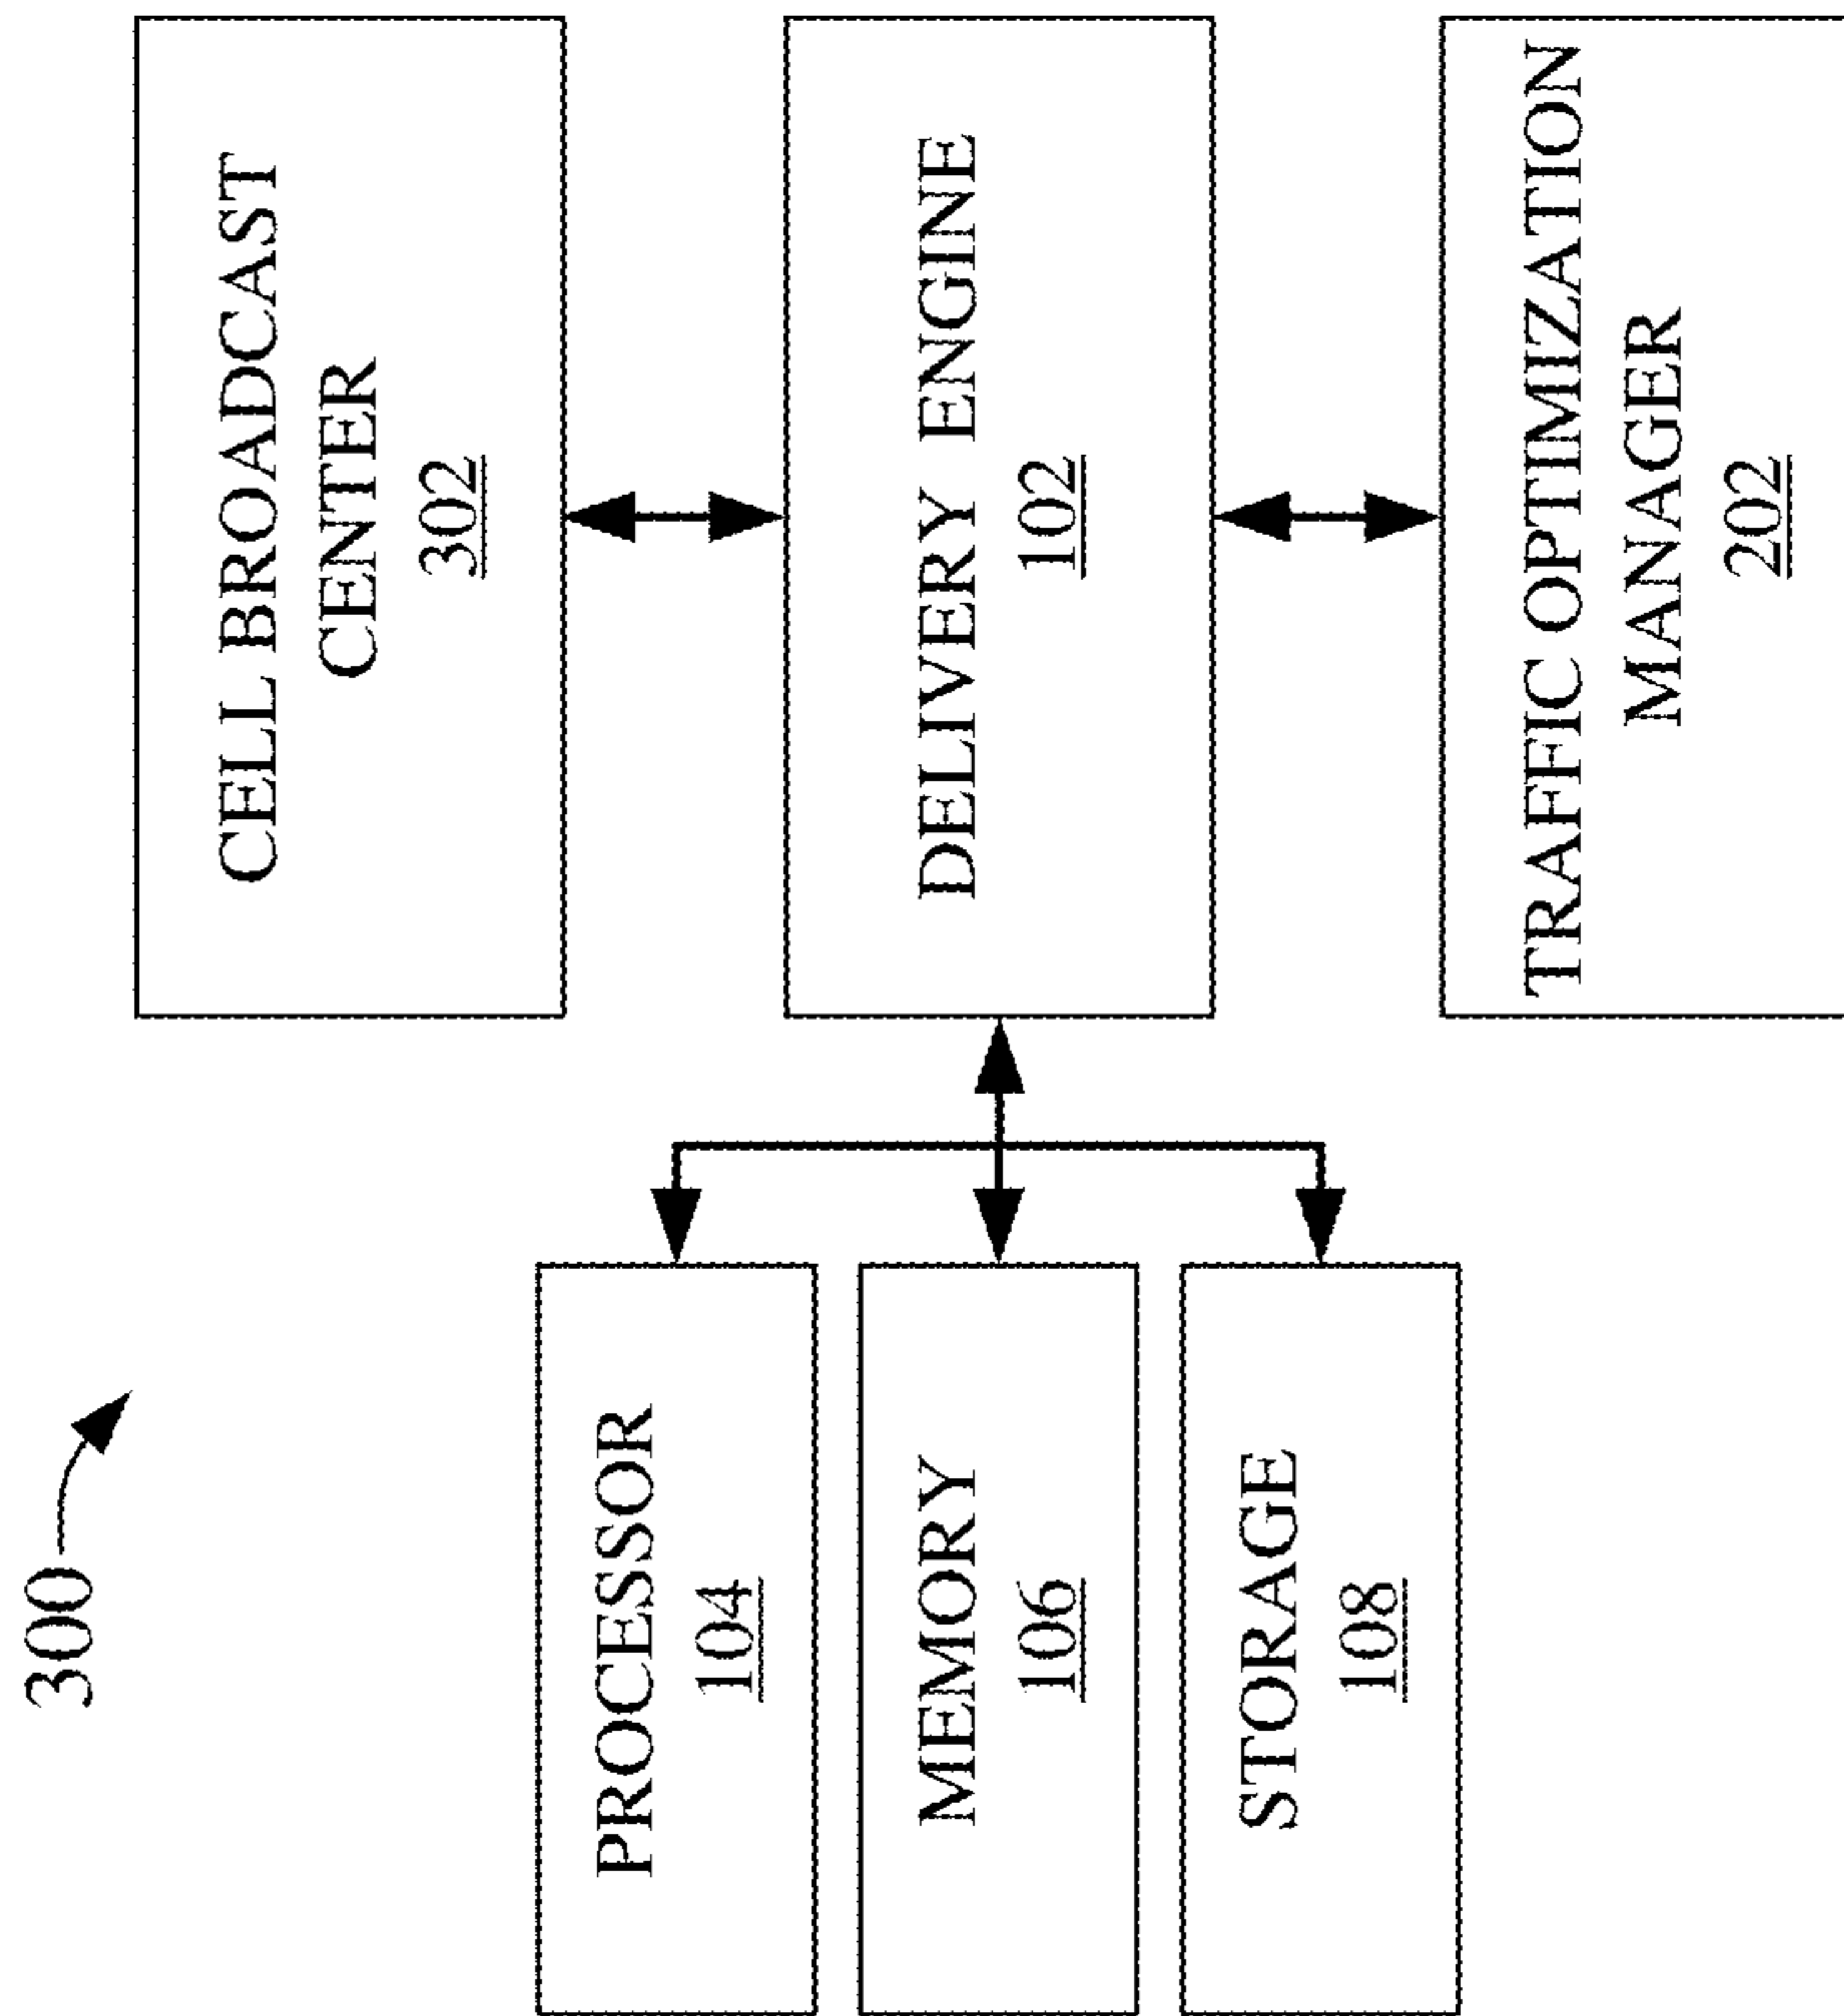 300
CELL BROADCAST
CENTER
302
PROCESSOR
104
DELIVERY ENGINE
102
MEMORY
106
STORAGE
108
TRAFFIC OPTIMIZATION
MANAGER
202